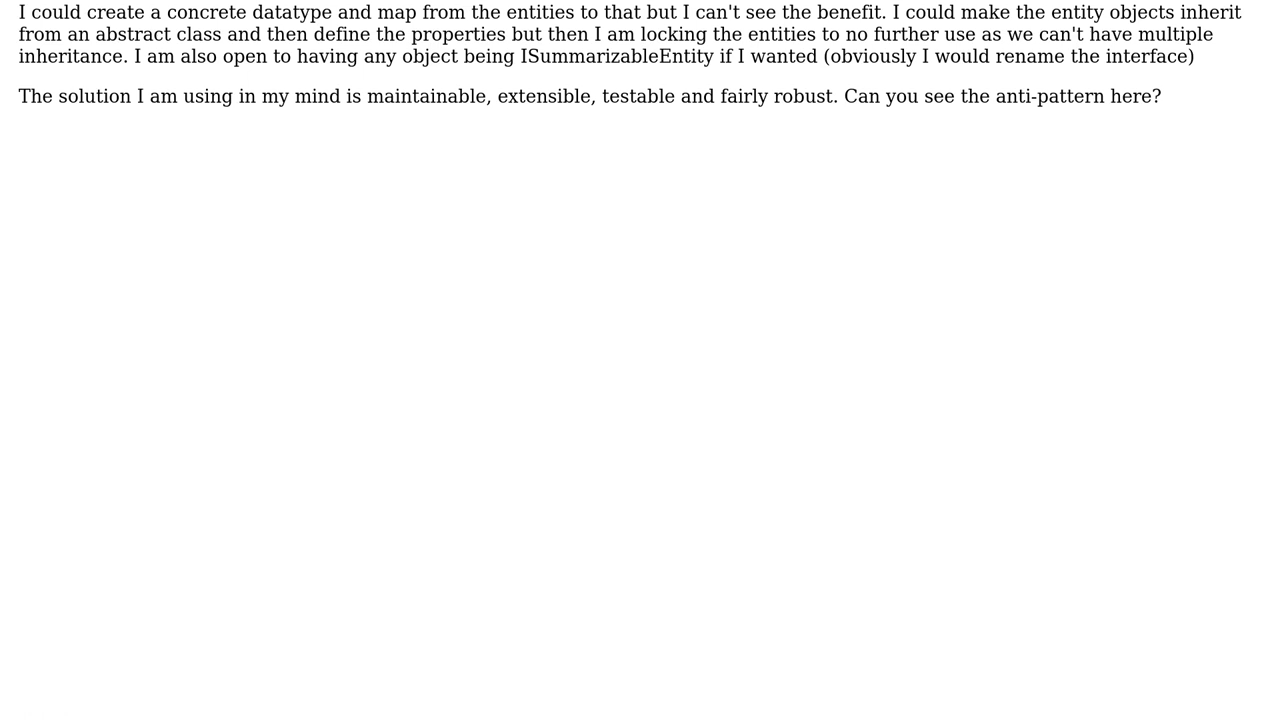 I could create a concrete datatype and map from the entities to that but I can't see the benefit. I could make the entity objects inherit
from an abstract class and then define the properties but then I am locking the entities to no further use as we can't have multiple
inheritance. I am also open to having any object being ISummarizableEntity if I wanted (obviously I would rename the interface)
The solution I am using in my mind is maintainable, extensible, testable and fairly robust. Can you see the anti-pattern here?